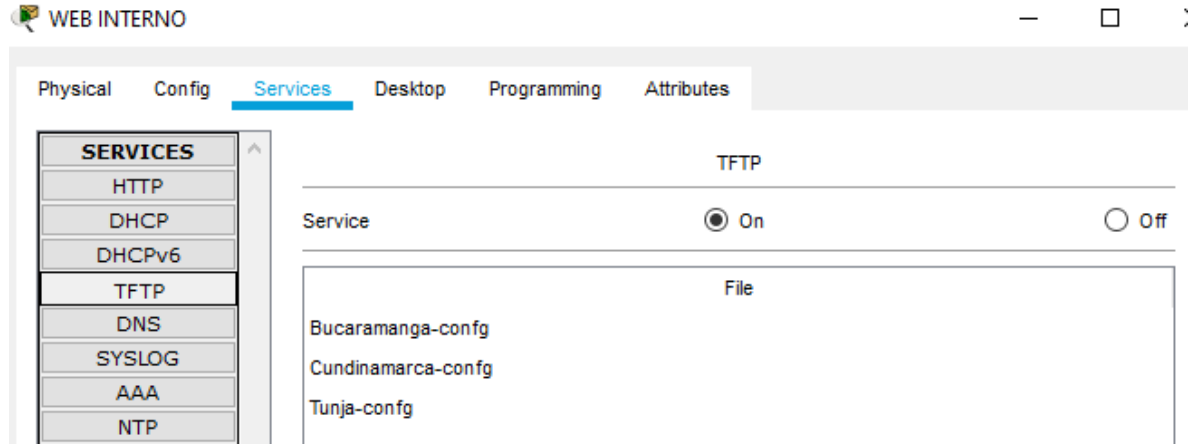 WEB INTERNO
Physical Config Services Desktop Programming Attributes
SERVICES
HTTP
DHCP
DHCPv6
TFTP
DNS
SYSLOG
AAA
NTP
TFTP
Service On Off
File
Bucaramanga-confg
Cundinamarca-confg
Tunja-confg